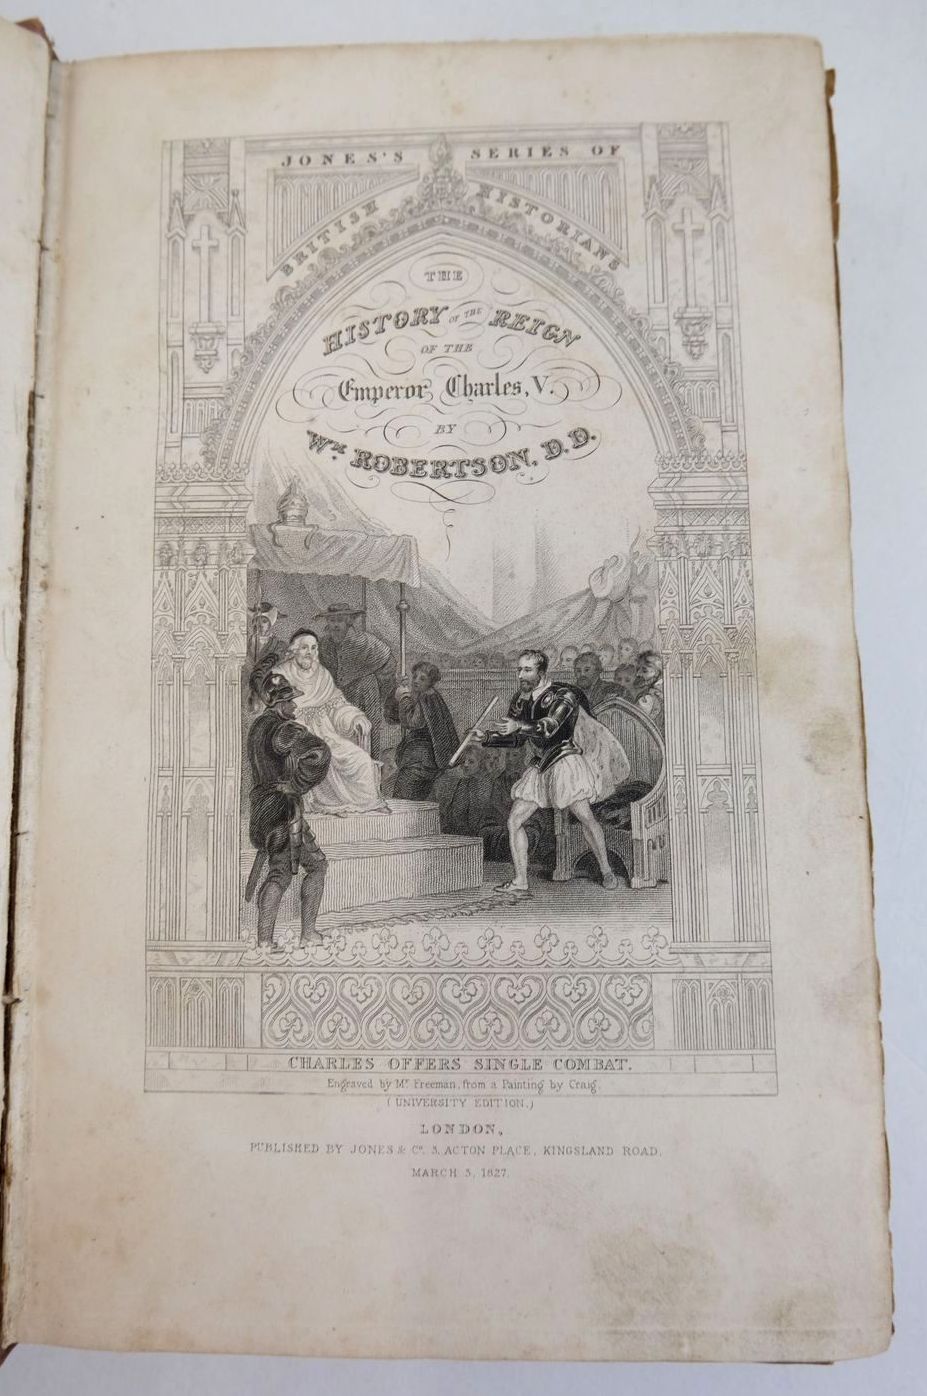 JONES'S SERIES OF
BRITISH HISTORIANS
THE
HISTORY OF THE REIGN
OF THE
Emperor Charles, V.
BY
Wm. ROBERTSON, D.D.
CHARLES OFFERS SINGLE COMBAT.
Engraved by Mr. Freeman, from a Painting by Craig.
(UNIVERSITY EDITION.)
LONDON,
PUBLISHED BY JONES & Co. 3, ACTON PLACE, KINGSLAND ROAD.
MARCH 3, 1827.